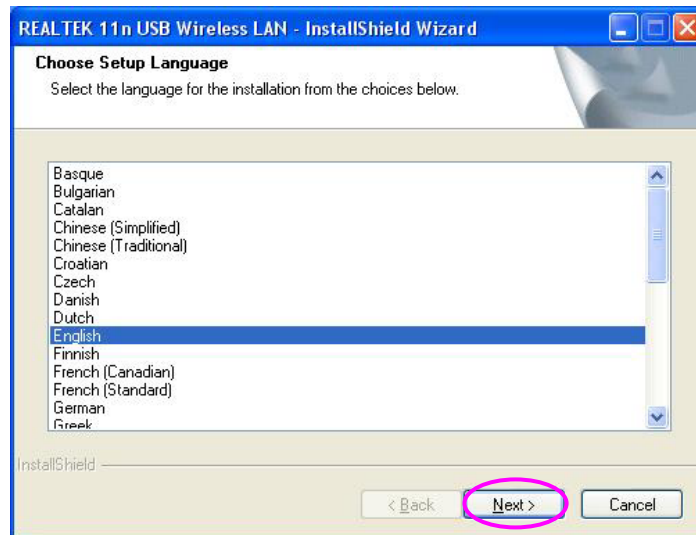 REALTEK 11n USB Wireless LAN - InstallShield Wizard
Choose Setup Language
Select the language for the installation from the choices below.
Basque
Bulgarian
Catalan
Chinese (Simplified)
Chinese (Traditional)
Croatian
Czech
Danish
Dutch
English
Finnish
French (Canadian)
French (Standard)
German
Greek
InstallShield
< Back
Next >
Cancel